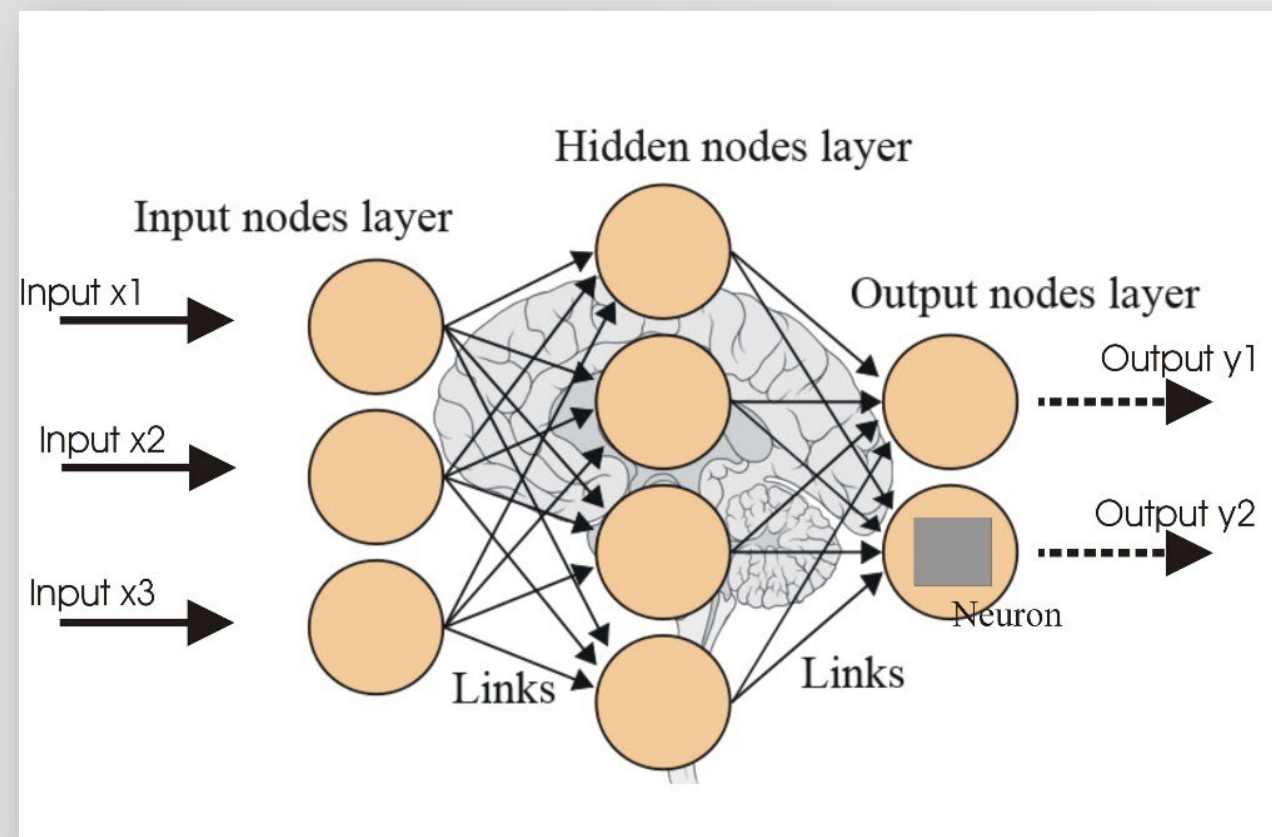 Hidden nodes layer
Input nodes layer
Input x1
Output nodes layer
Output y1
Input x2
Output y2
Input x3
Neuron
Links
Links